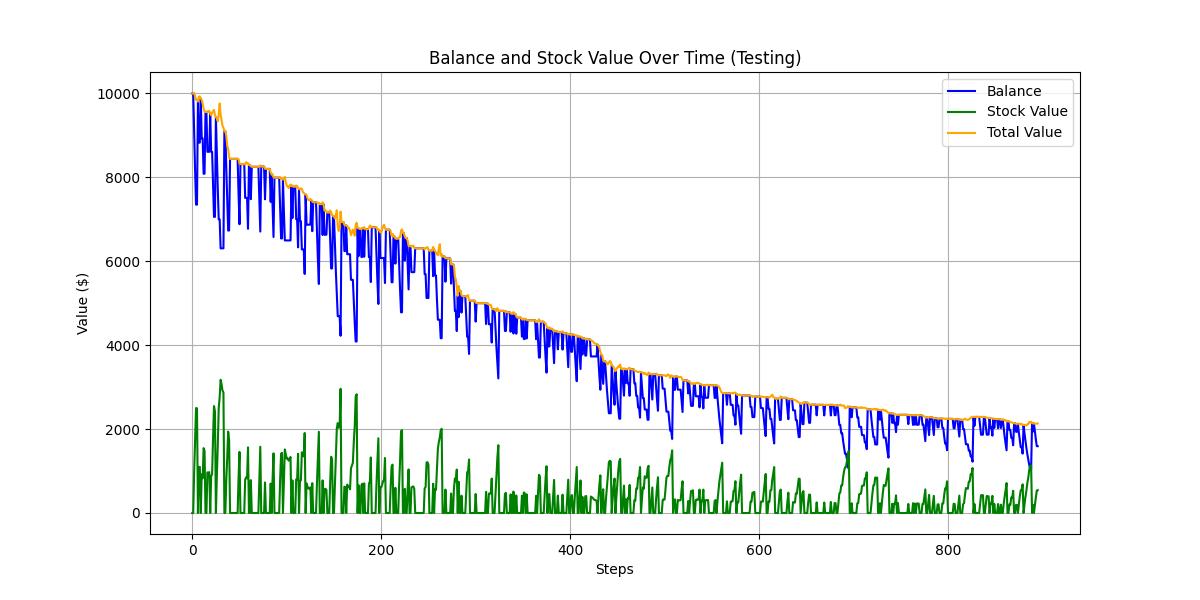 Balance and Stock Value Over Time (Testing)
Balance
Stock Value
Total Value
Value ($)
10000
8000
6000
4000
2000
0
0 200 400 600 800
Steps